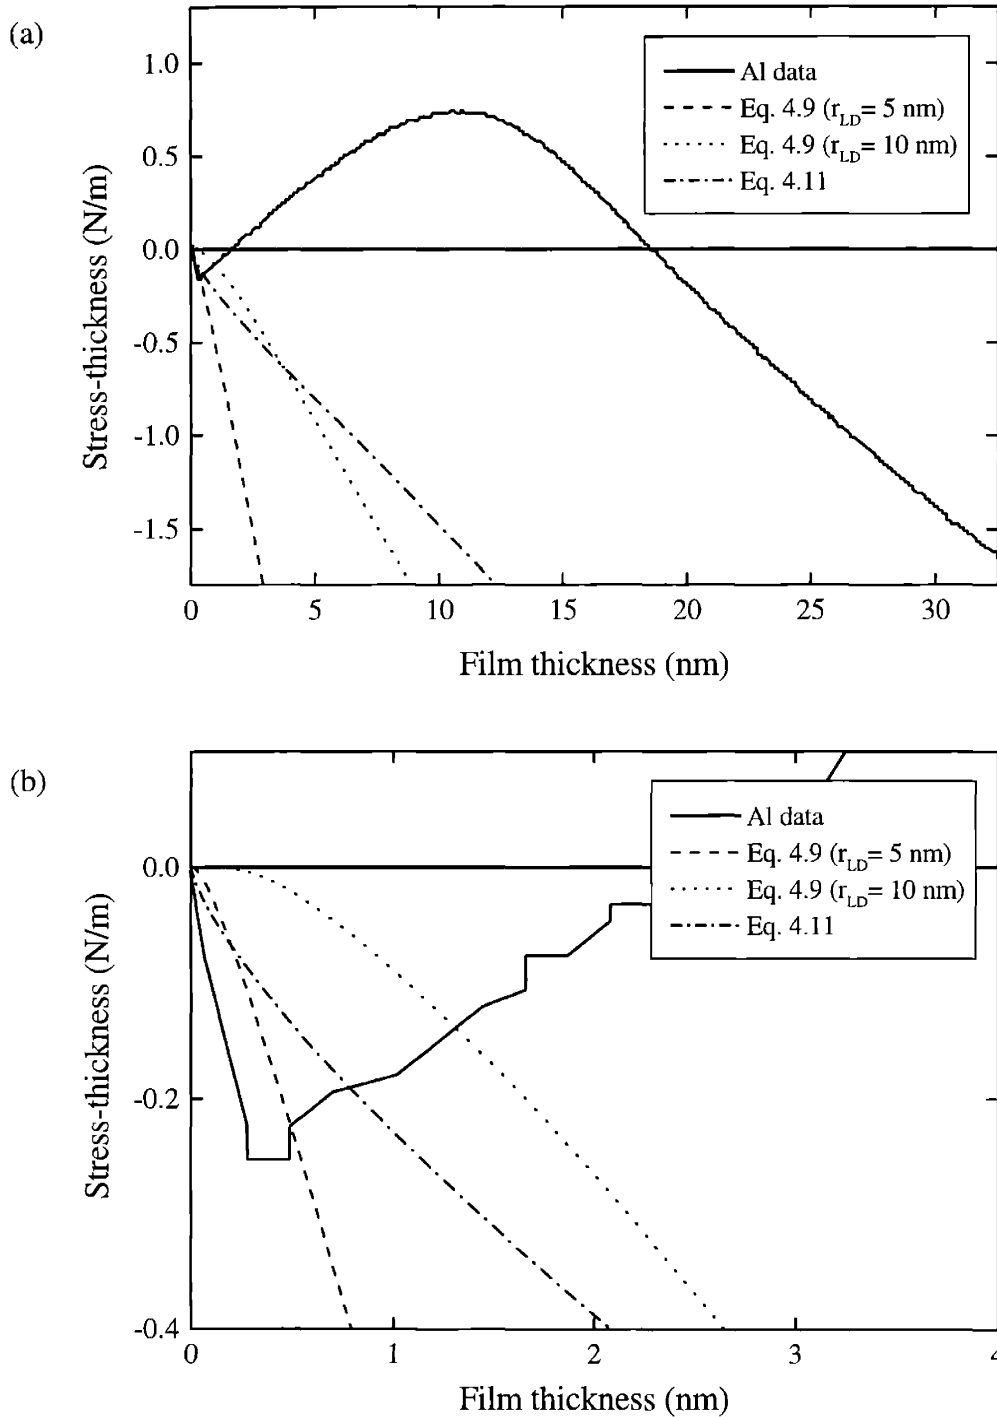 (a)
1.0
0.5
0.0
-0.5
-1.0
-1.5
Stress-thickness (N/m)
Al data
Eq. 4.9 (r_LD= 5 nm)
Eq. 4.9 (r_LD= 10 nm)
Eq. 4.11
0 5 10 15 20 25 30
Film thickness (nm)
(b)
0.0
-0.2
-0.4
Stress-thickness (N/m)
Al data
Eq. 4.9 (r_LD= 5 nm)
Eq. 4.9 (r_LD= 10 nm)
Eq. 4.11
0 1 2 3 4
Film thickness (nm)